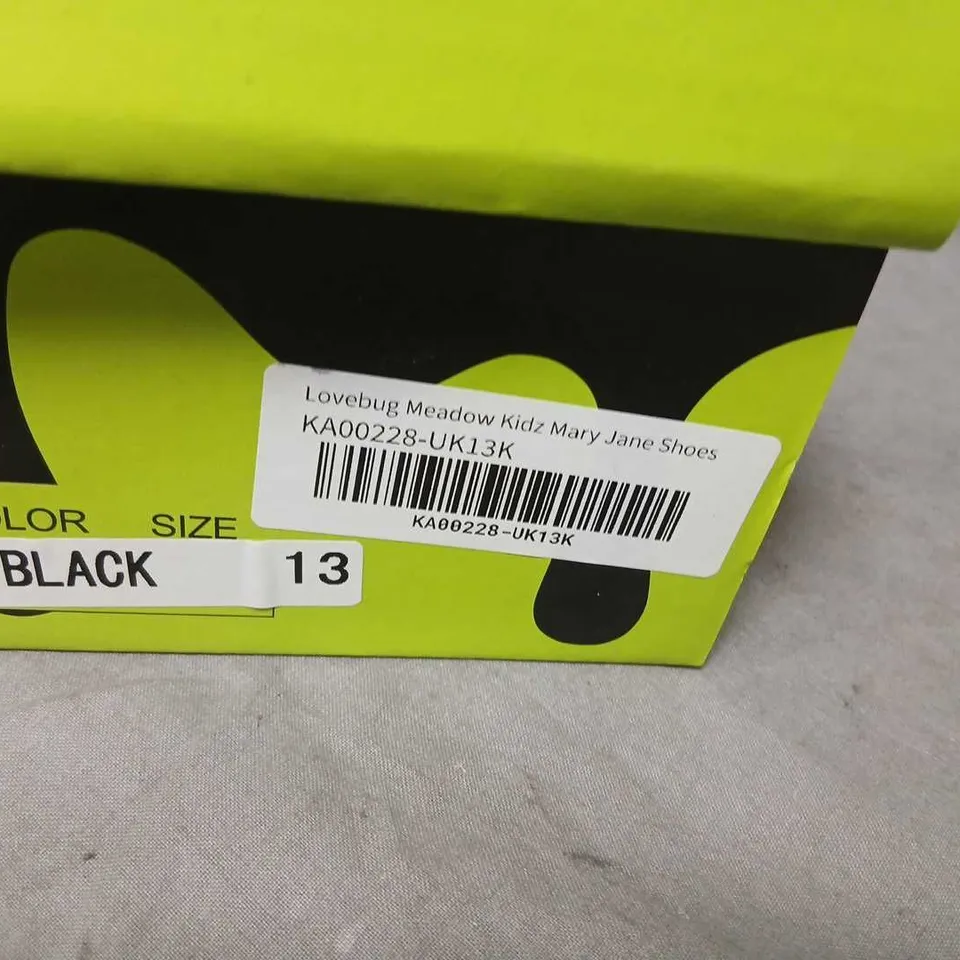 Lovebug Meadow Kidz Mary Jane Shoes
KA00228-UK13K
KA00228-UK13K
OLOR SIZE
BLACK 13